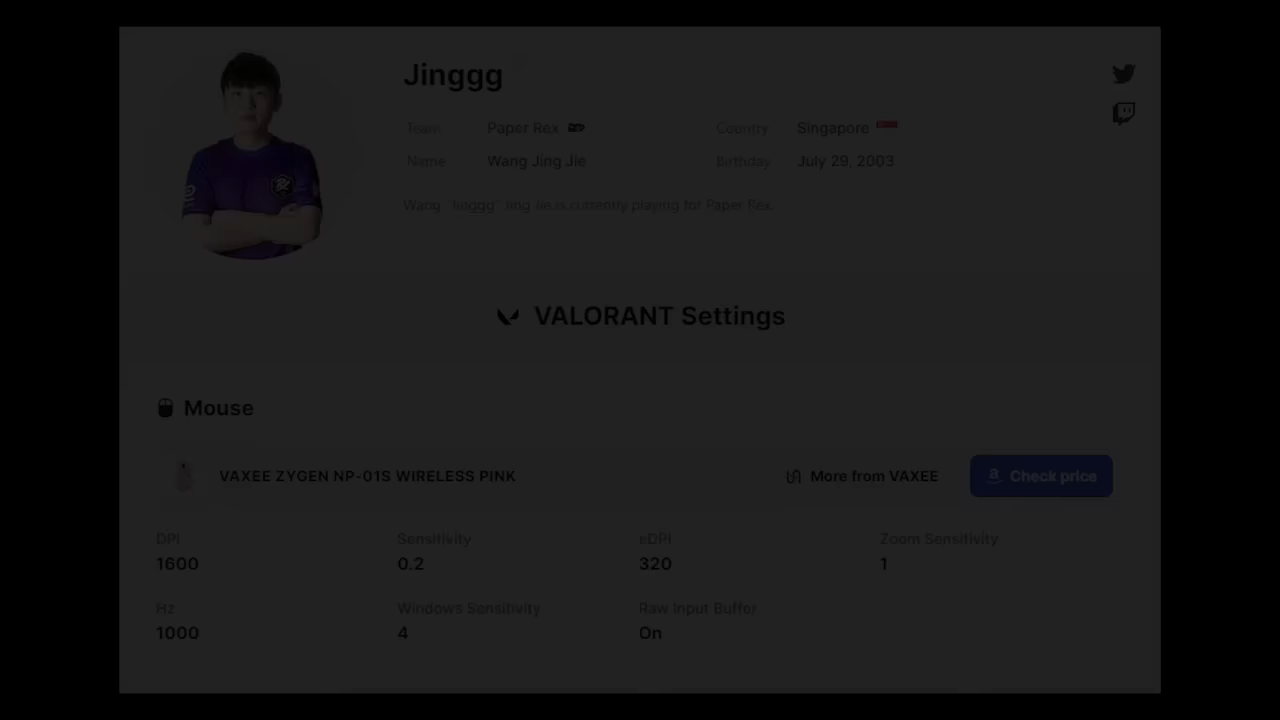 Jinggg
Team Paper Rex Country Singapore
Name Wang Jing Jie Birthday July 29, 2003
Wang "Jinggg" Jing Jie is currently playing for Paper Rex.
VALORANT Settings
Mouse
VAXEE ZYGEN NP-01S WIRELESS PINK More from VAXEE Check price
DPI Sensitivity eDPI Zoom Sensitivity
1600 0.2 320 1
Hz Windows Sensitivity Raw Input Buffer
1000 4 On